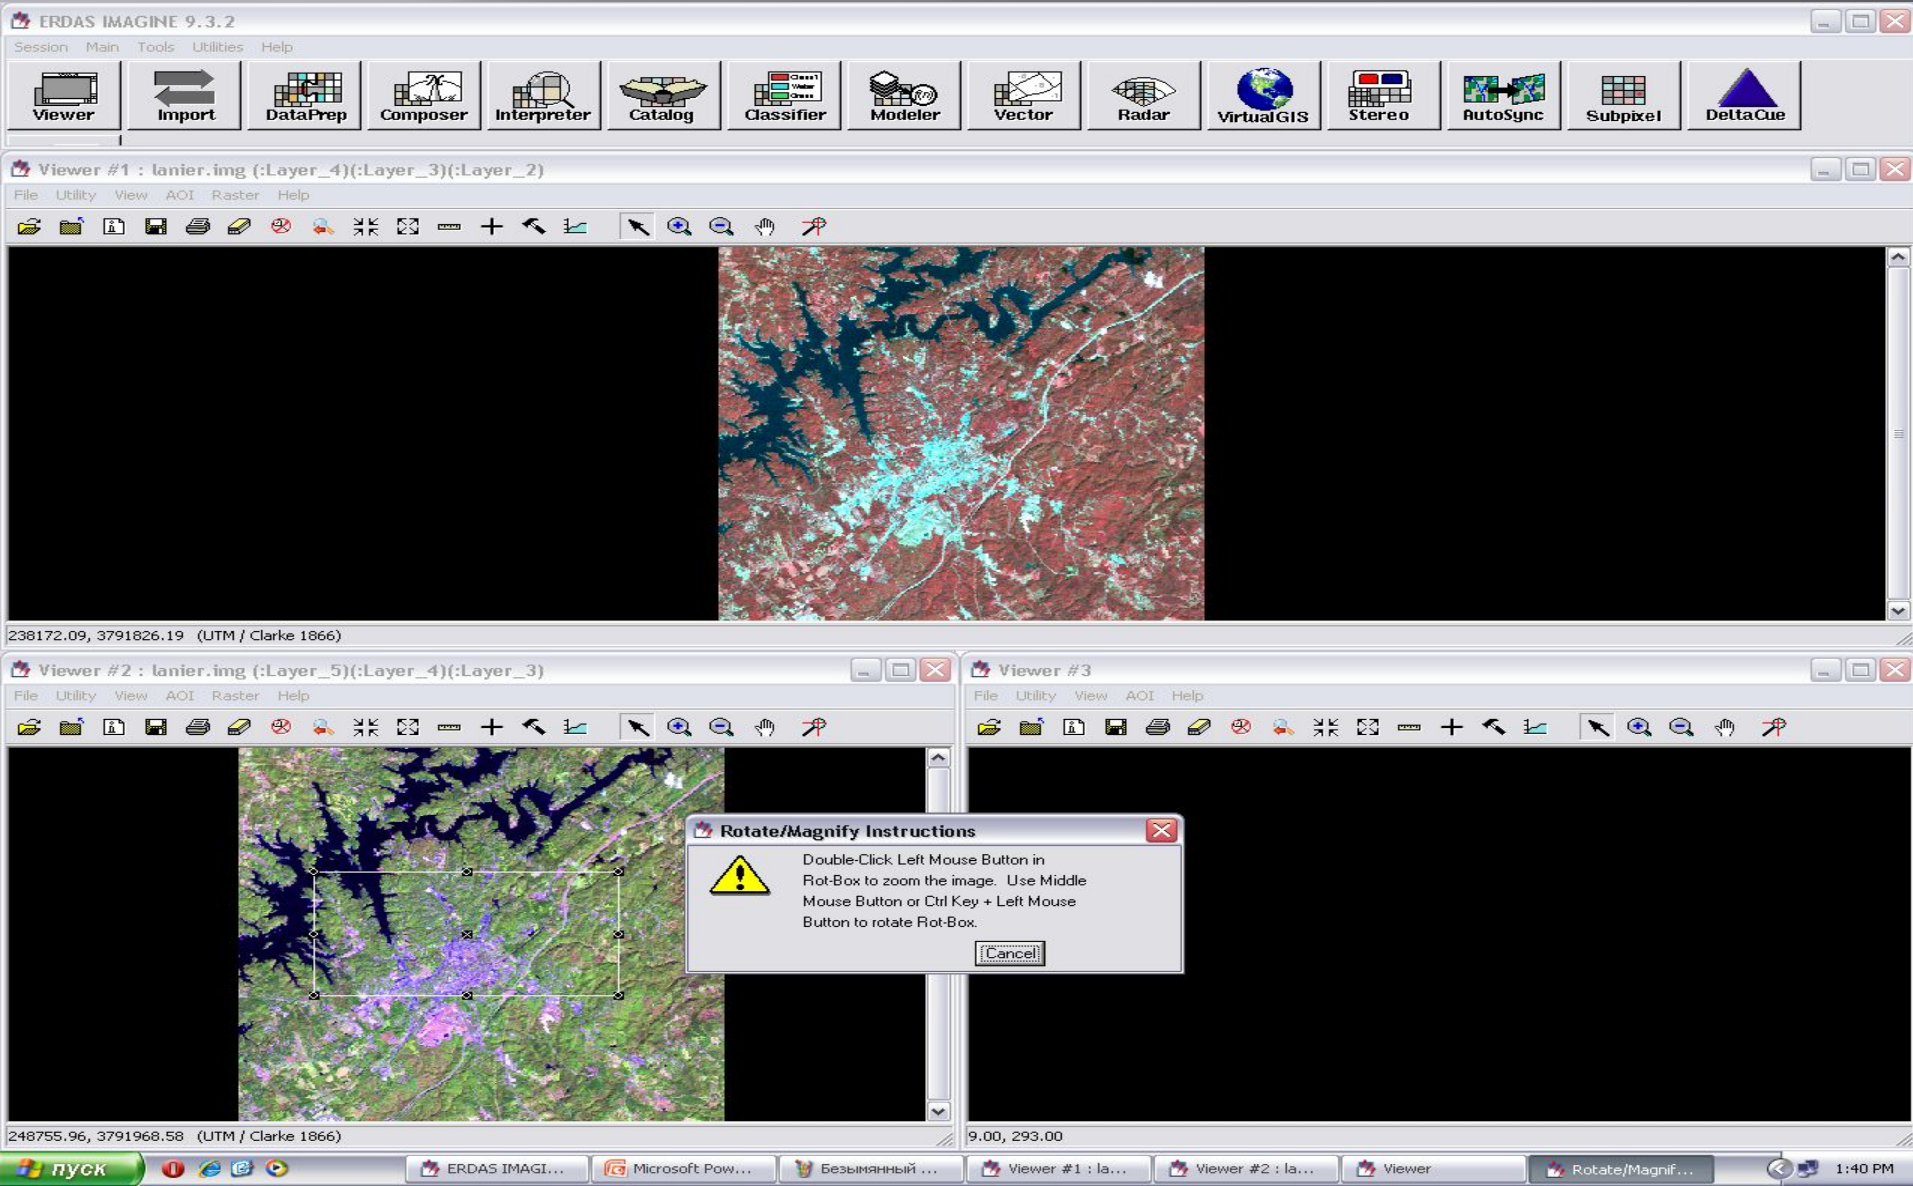 ERDAS IMAGINE 9.3.2
Session Main Tools Utilities Help
Viewer Import DataPrep Composer Interpreter Catalog Classifier Modeler Vector Radar VirtualGIS Stereo AutoSync Subpixel DeltaCue
Viewer #1 : lanier.img (:Layer_4)(:Layer_3)(:Layer_2)
File Utility View AOI Raster Help
238172.09, 3791826.19 (UTM / Clarke 1866)
Viewer #2 : lanier.img (:Layer_5)(:Layer_4)(:Layer_3)
File Utility View AOI Raster Help
248755.96, 3791968.58 (UTM / Clarke 1866)
Viewer #3
File Utility View AOI Help
9.00, 293.00
Rotate/Magnify Instructions
Double-Click Left Mouse Button in
Rot-Box to zoom the image. Use Middle
Mouse Button or Ctrl Key + Left Mouse
Button to rotate Rot-Box.
Cancel
пуск ERDAS IMAGI... Microsoft Pow... Безымянный ... Viewer #1 : la... Viewer #2 : la... Viewer Rotate/Magnif... 1:40 PM